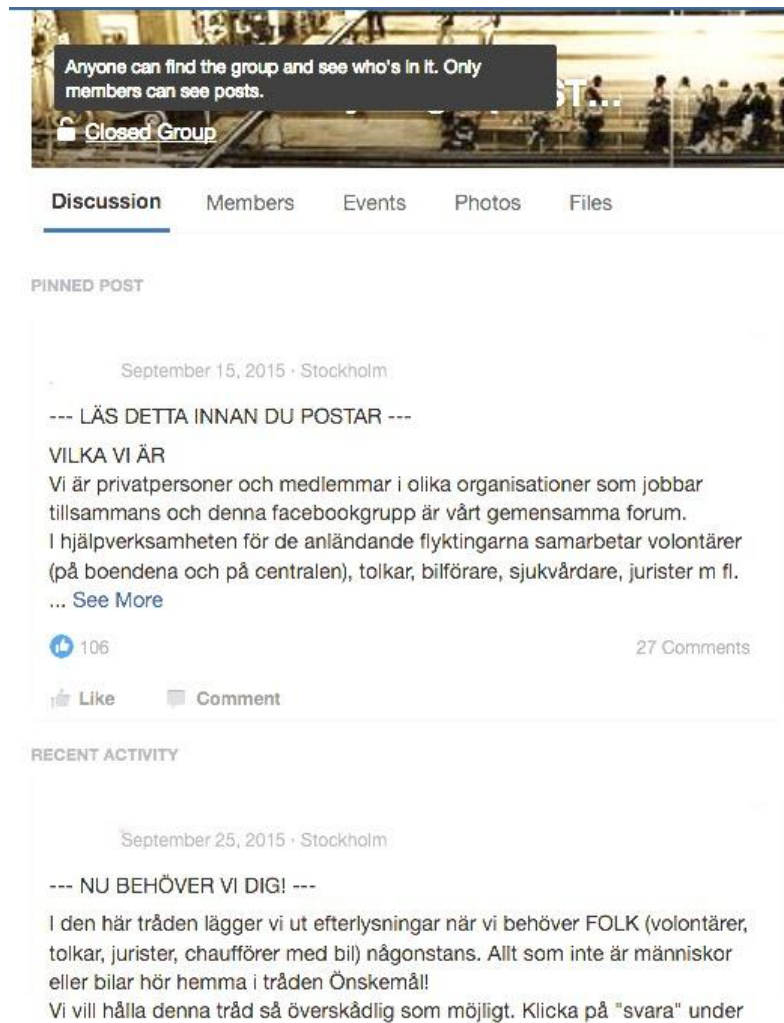 Anyone can find the group and see who's in it. Only
members can see posts.
Closed Group
Discussion Members Events Photos Files
PINNED POST
September 15, 2015 · Stockholm
--- LÄS DETTA INNAN DU POSTAR ---
VILKA VI ÄR
Vi är privatpersoner och medlemmar i olika organisationer som jobbar
tillsammans och denna facebookgrupp är vårt gemensamma forum.
I hjälpverksamheten för de anländande flyktingarna samarbetar volontärer
(på boendena och på centralen), tolkar, bilförare, sjukvårdare, jurister m fl.
... See More
106 27 Comments
Like Comment
RECENT ACTIVITY
September 25, 2015 · Stockholm
--- NU BEHÖVER VI DIG! ---
I den här tråden lägger vi ut efterlysningar när vi behöver FOLK (volontärer,
tolkar, jurister, chaufförer med bil) någonstans. Allt som inte är människor
eller bilar hör hemma i tråden Önskemål!
Vi vill hålla denna tråd så överskådlig som möjligt. Klicka på "svara" under